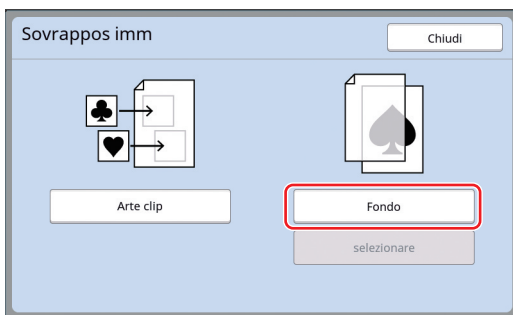 Sovrappos imm
Chiudi
Arte clip
Fondo
selezionare